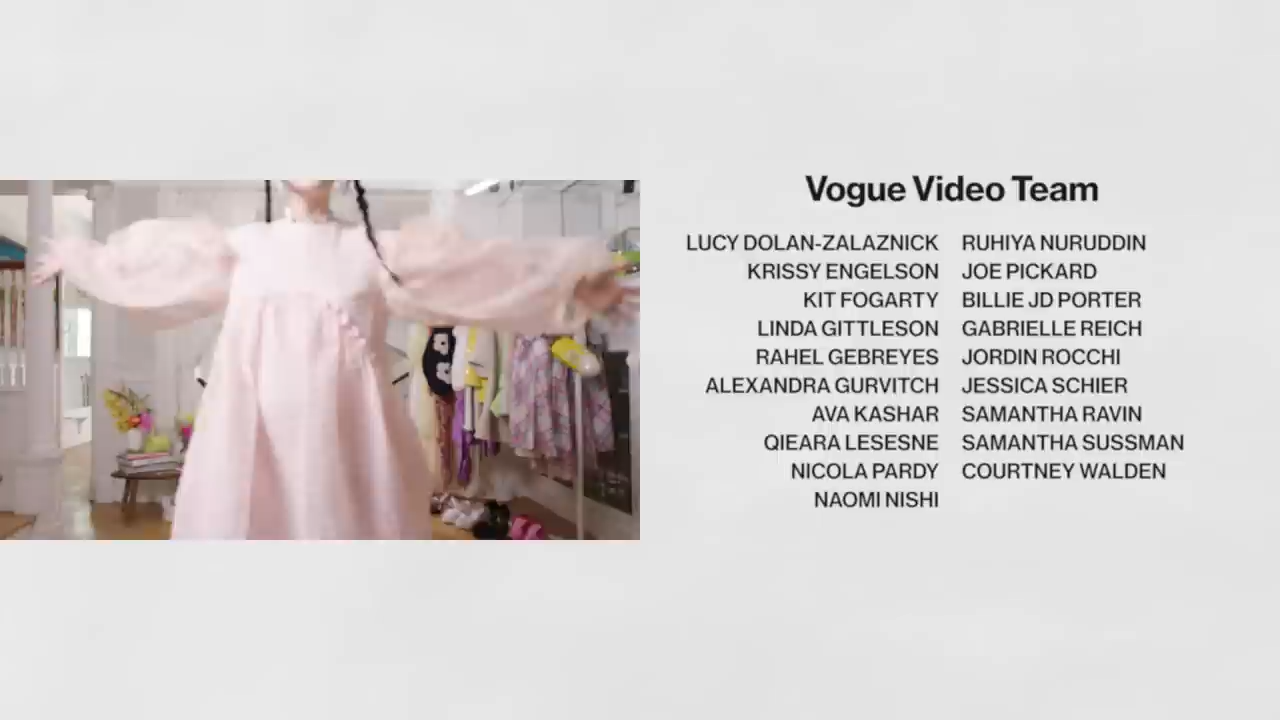 Vogue Video Team
LUCY DOLAN-ZALAZNICK RUHIYA NURUDDIN
KRISSY ENGELSON JOE PICKARD
KIT FOGARTY BILLIE JD PORTER
LINDA GITTLESON GABRIELLE REICH
RAHEL GEBREYES JORDIN ROCCHI
ALEXANDRA GURVITCH JESSICA SCHIER
AVA KASHAR SAMANTHA RAVIN
QIEARA LESESNE SAMANTHA SUSSMAN
NICOLA PARDY COURTNEY WALDEN
NAOMI NISHI